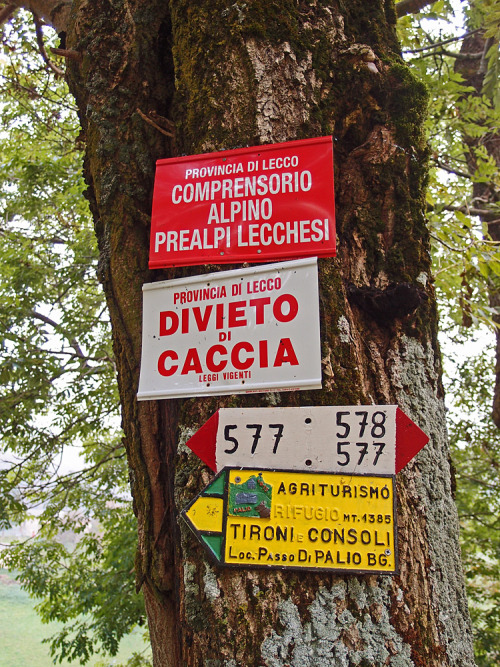 PROVINCIA DI LECCO
COMPRENSORIO
ALPINO
PREALPI LECCHESI
PROVINCIA DI LECCO
DIVIETO
DI
CACCIA
LEGGI VIGENTI
577
578
577
AGRITURISMO
RIFUGIO MT.1385
TIRONI E CONSOLI
LOC. PASSO DI PALIO BG.